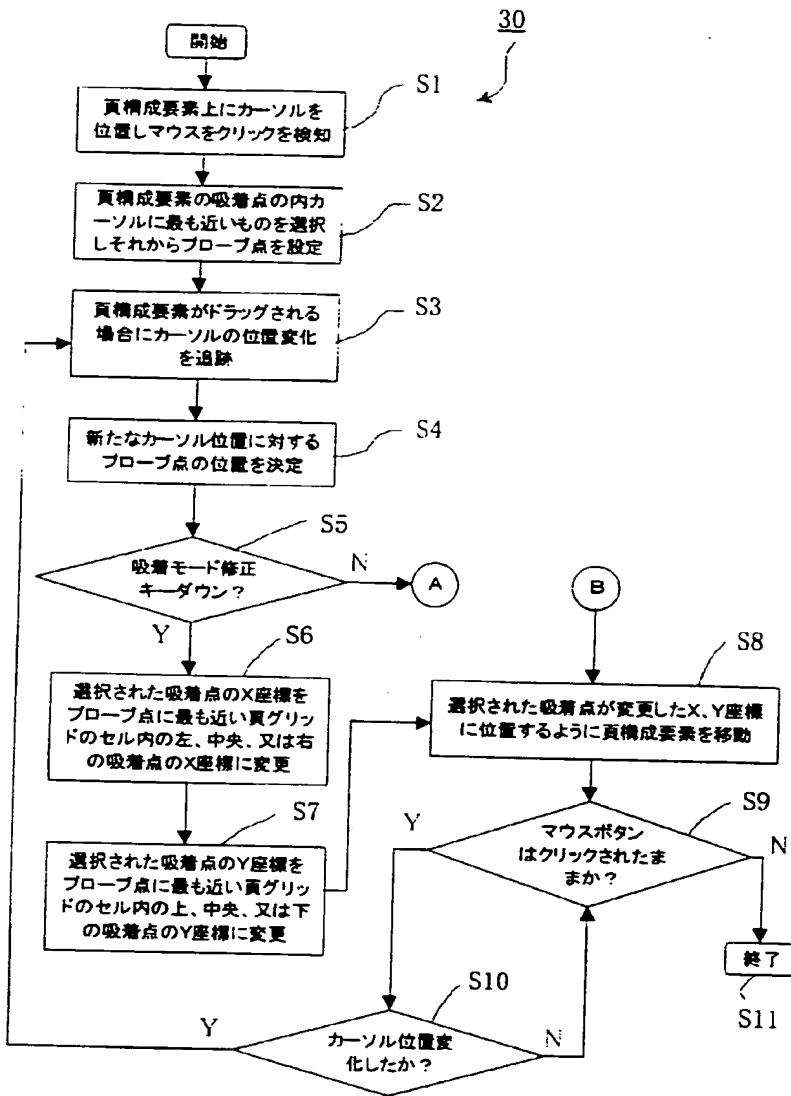 30
開始
S1
頁構成要素上にカーソルを
位置しマウスをクリックを検知
S2
頁構成要素の吸着点の内カ
ーソルに最も近いものを選択
しそれからプローブ点を設定
S3
頁構成要素がドラッグされる
場合にカーソルの位置変化
を追跡
S4
新たなカーソル位置に対する
プローブ点の位置を決定
S5
吸着モード修正
キーダウン?
N
A
Y
S6
選択された吸着点のX座標を
プローブ点に最も近い頁グリッ
ドのセル内の左、中央、又は右
の吸着点のX座標に変更
S7
選択された吸着点のY座標を
プローブ点に最も近い頁グリッ
ドのセル内の上、中央、又は下
の吸着点のY座標に変更
B
S8
選択された吸着点が変更したX、Y座標
に位置するように頁構成要素を移動
S9
マウスボタン
はクリックされたま
まか?
Y
N
終了
S11
S10
カーソル位置変
化したか?
Y
N